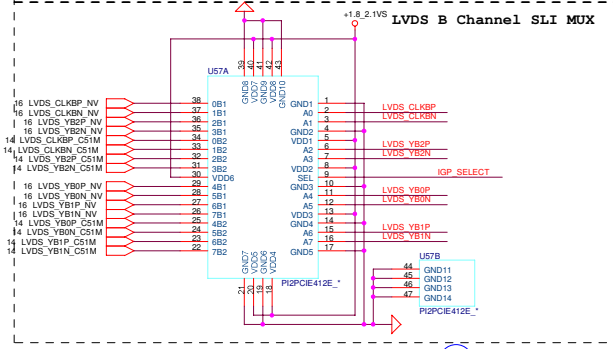 +1.8_2.1VS LVDS B Channel SLI MUX
39 40 41 42 43
U57A
GND8 VDD7 GND9 VDD8 GND10
16 LVDS_CLKBP_NV 38 0B1 GND1 1
16 LVDS_CLKBN_NV 37 1B1 A0 2 LVDS_CLKBP
16 LVDS_YB2P_NV 36 2B1 A1 3 LVDS_CLKBN
16 LVDS_YB2N_NV 35 3B1 GND2 4
14 LVDS_CLKBP_C51M 34 0B2 VDD1 5
14 LVDS_CLKBN_C51M 33 1B2 A2 6 LVDS_YB2P
14 LVDS_YB2P_C51M 32 2B2 A3 7 LVDS_YB2N
14 LVDS_YB2N_C51M 31 3B2 VDD2 8
30 VDD6 SEL 9 IGP_SELECT
16 LVDS_YB0P_NV 29 4B1 GND3 10
16 LVDS_YB0N_NV 28 5B1 A4 11 LVDS_YB0P
16 LVDS_YB1P_NV 27 6B1 A5 12 LVDS_YB0N
16 LVDS_YB1N_NV 26 7B1 VDD3 13
14 LVDS_YB0P_C51M 25 4B2 GND4 14
14 LVDS_YB0N_C51M 24 5B2 A6 15 LVDS_YB1P
14 LVDS_YB1P_C51M 23 6B2 A7 16 LVDS_YB1N
14 LVDS_YB1N_C51M 22 7B2 GND5 17
GND7 VDD5 GND6 VDD4
21 20 19 18
PI2PCIE412E_*
U57B
44 GND11
45 GND12
46 GND13
47 GND14
PI2PCIE412E_*